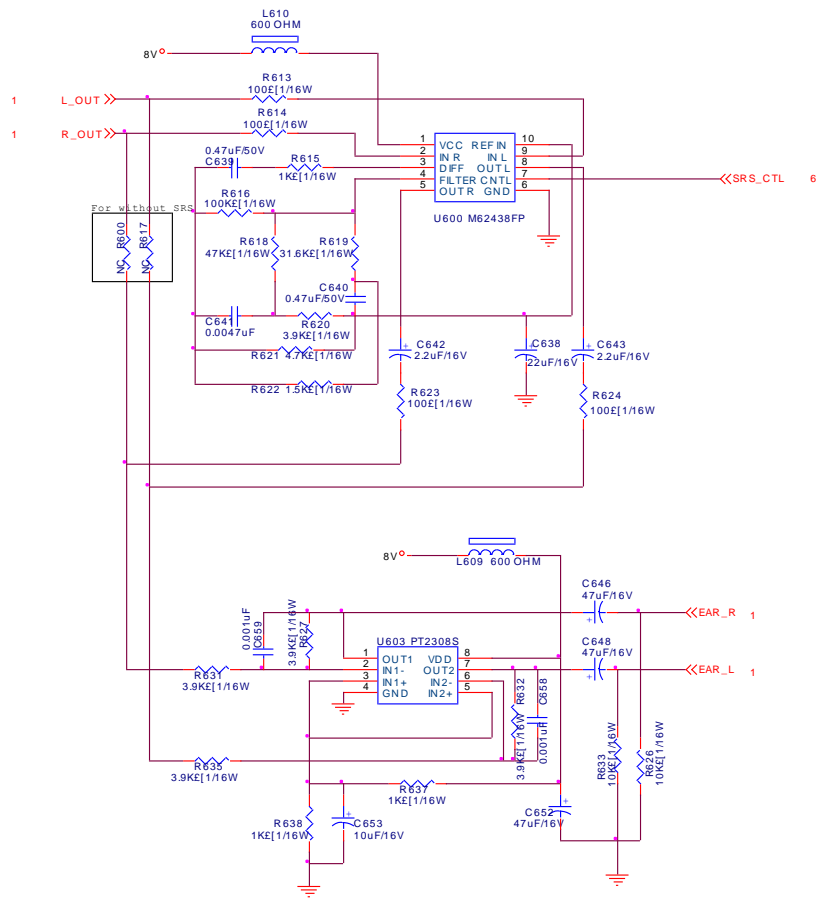 L610
600 OHM
8V
1 L_OUT
R613
100£[1/16W
R614
100£[1/16W
1 R_OUT
0.47uF/50V
C639
R615
1K£[1/16W
R616
100K£[1/16W
1 VCC REFIN 10
2 INR INL 9
3 DIFF OUTL 8
4 FILTER CNTL 7
5 OUTR GND 6
U600 M62438FP
SRS_CTL 6
For without SRS
R600
NC
R617
NC
R618
47K£[1/16W
R619
31.6K£[1/16W
C640
0.47uF/50V
C641
0.0047uF
R620
3.9K£[1/16W
R621 4.7K£[1/16W
R622 1.5K£[1/16W
C642
2.2uF/16V
C638
22uF/16V
C643
2.2uF/16V
R623
100£[1/16W
R624
100£[1/16W
8V
L609 600 OHM
C646
47uF/16V
EAR_R 1
0.001uF
C659
3.9K£[1/16W
R627
U603 PT2308S
1 OUT1 VDD 8
2 IN1- OUT2 7
3 IN1+ IN2- 6
4 GND IN2+ 5
C648
47uF/16V
EAR_L 1
R631
3.9K£[1/16W
R632
3.9K£[1/16W
C658
0.001uF
R635
3.9K£[1/16W
R633
10K£[1/16W
R626
10K£[1/16W
R637
1K£[1/16W
R638
1K£[1/16W
C653
10uF/16V
C652
47uF/16V